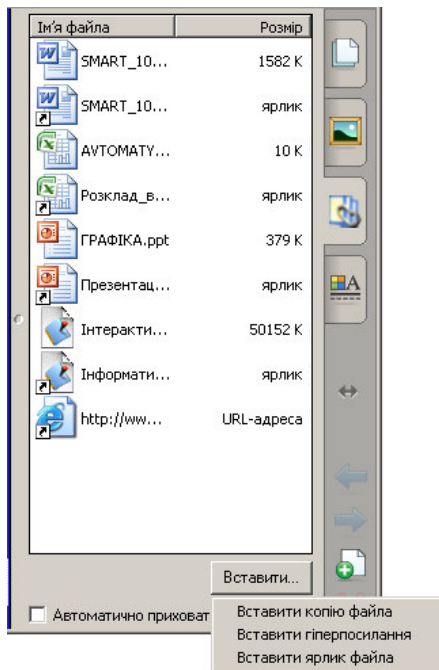 Ім'я файла Розмір
SMART_10... 1582 К
SMART_10... ярлик
AVTOMATY... 10 К
Розклад_в... ярлик
ГРАФІКА.ppt 379 К
Презентац... ярлик
Інтеракти... 50152 К
Інформати... ярлик
http://ww... URL-адреса
Вставити...
Автоматично приховат
Вставити копію файла
Вставити гіперпосилання
Вставити ярлик файла